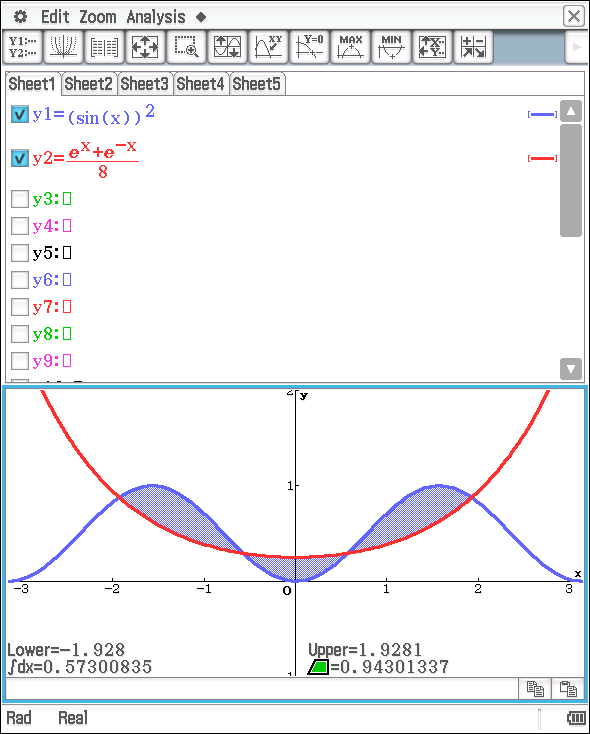 Edit Zoom Analysis
Y1:··· Y2:··· XY Y=0 MAX MIN X·· Y··
Sheet1 Sheet2 Sheet3 Sheet4 Sheet5
y1=(sin(x))²
y2=(e^x+e^-x)/8
y3:
y4:
y5:
y6:
y7:
y8:
y9:
2 y
1
-3 -2 -1 O 1 2 3 x
Lower=-1.928 Upper=1.9281
∫dx=0.57300835 =0.94301337
Rad Real